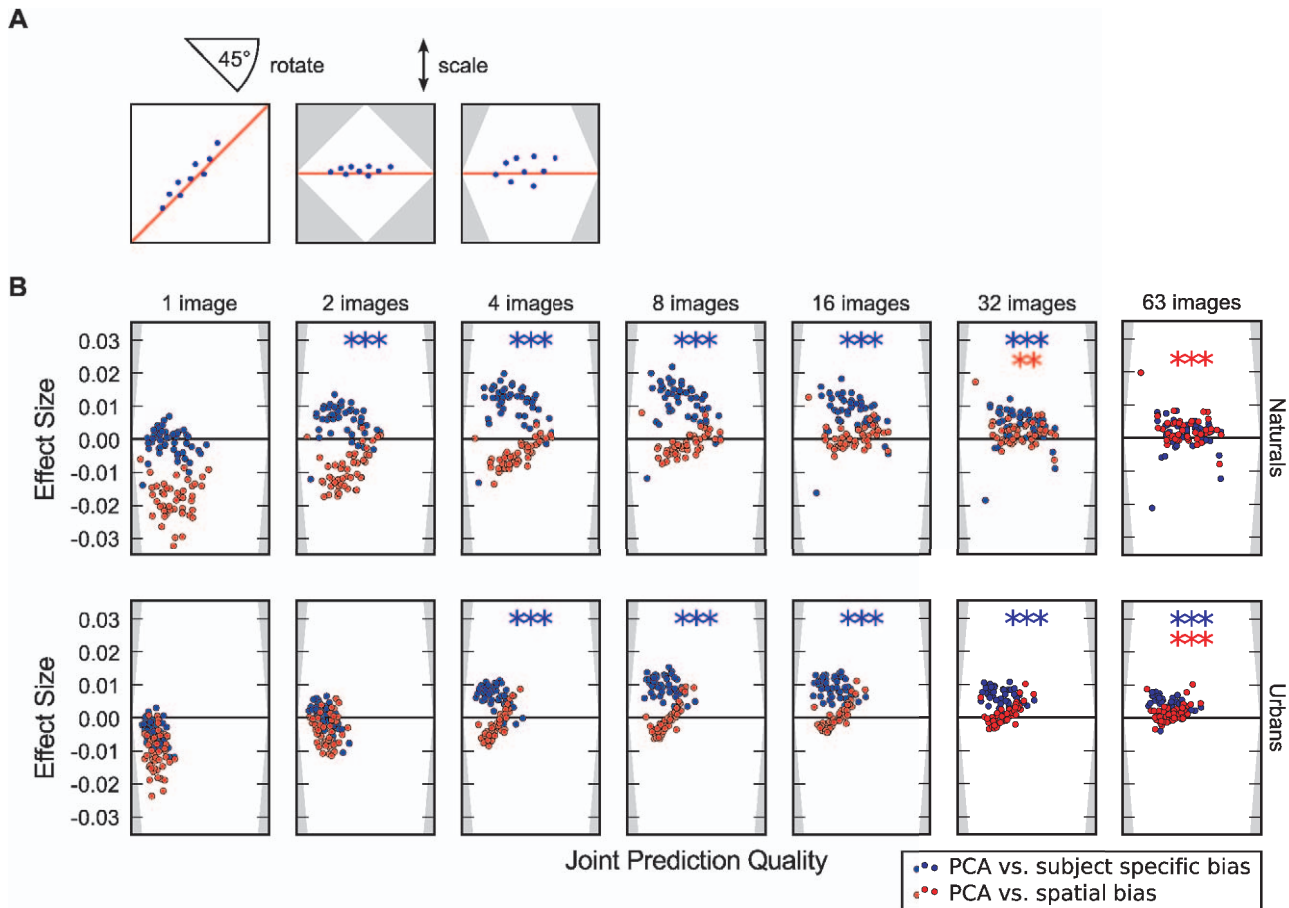 A
45° rotate
scale
B
1 image 2 images 4 images 8 images 16 images 32 images 63 images
Effect Size
0.03 *** *** *** *** ***
** ***
0.02
0.01
0.00
-0.01
-0.02
-0.03
Naturals
Effect Size
0.03 *** *** *** *** ***
***
0.02
0.01
0.00
-0.01
-0.02
-0.03
Urbans
Joint Prediction Quality
PCA vs. subject specific bias
PCA vs. spatial bias